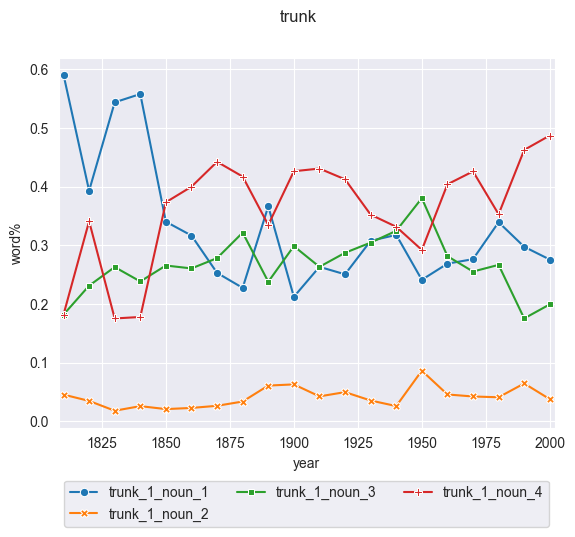 trunk
0.6
0.5
0.4
0.3
0.2
0.1
0.0
word%
1825 1850 1875 1900 1925 1950 1975 2000
year
trunk_1_noun_1 trunk_1_noun_3 trunk_1_noun_4
trunk_1_noun_2